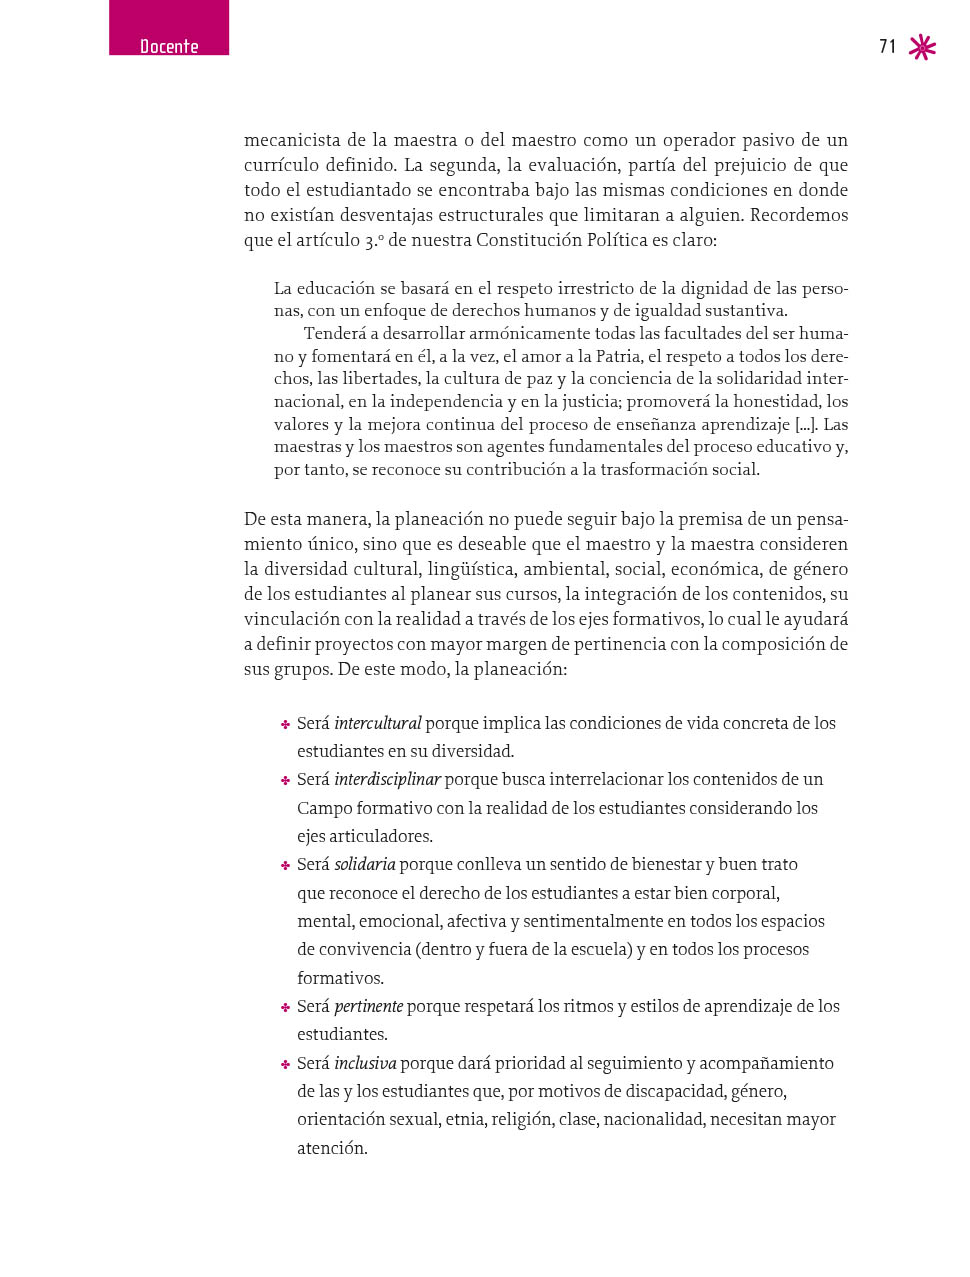 Docente
71
mecanicista de la maestra o del maestro como un operador pasivo de un
currículo definido. La segunda, la evaluación, partía del prejuicio de que
todo el estudiantado se encontraba bajo las mismas condiciones en donde
no existían desventajas estructurales que limitaran a alguien. Recordemos
que el artículo 3.º de nuestra Constitución Política es claro:
La educación se basará en el respeto irrestricto de la dignidad de las perso-
nas, con un enfoque de derechos humanos y de igualdad sustantiva.
Tenderá a desarrollar armónicamente todas las facultades del ser huma-
no y fomentará en él, a la vez, el amor a la Patria, el respeto a todos los dere-
chos, las libertades, la cultura de paz y la conciencia de la solidaridad inter-
nacional, en la independencia y en la justicia; promoverá la honestidad, los
valores y la mejora continua del proceso de enseñanza aprendizaje [...]. Las
maestras y los maestros son agentes fundamentales del proceso educativo y,
por tanto, se reconoce su contribución a la trasformación social.
De esta manera, la planeación no puede seguir bajo la premisa de un pensa-
miento único, sino que es deseable que el maestro y la maestra consideren
la diversidad cultural, lingüística, ambiental, social, económica, de género
de los estudiantes al planear sus cursos, la integración de los contenidos, su
vinculación con la realidad a través de los ejes formativos, lo cual le ayudará
a definir proyectos con mayor margen de pertinencia con la composición de
sus grupos. De este modo, la planeación:
✤ Será intercultural porque implica las condiciones de vida concreta de los
estudiantes en su diversidad.
✤ Será interdisciplinar porque busca interrelacionar los contenidos de un
Campo formativo con la realidad de los estudiantes considerando los
ejes articuladores.
✤ Será solidaria porque conlleva un sentido de bienestar y buen trato
que reconoce el derecho de los estudiantes a estar bien corporal,
mental, emocional, afectiva y sentimentalmente en todos los espacios
de convivencia (dentro y fuera de la escuela) y en todos los procesos
formativos.
✤ Será pertinente porque respetará los ritmos y estilos de aprendizaje de los
estudiantes.
✤ Será inclusiva porque dará prioridad al seguimiento y acompañamiento
de las y los estudiantes que, por motivos de discapacidad, género,
orientación sexual, etnia, religión, clase, nacionalidad, necesitan mayor
atención.